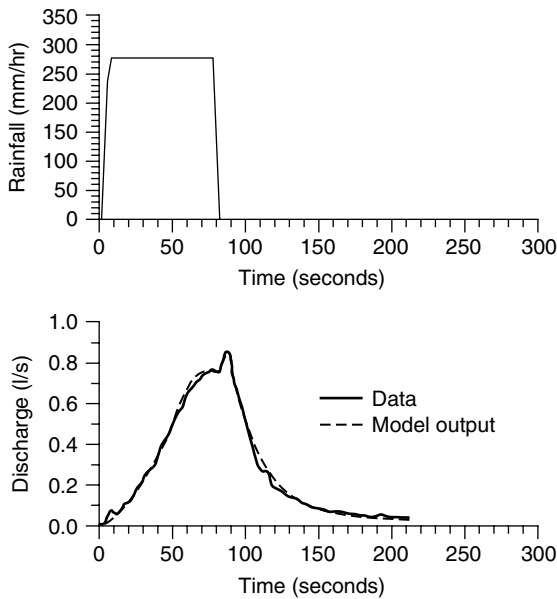 Rainfall (mm/hr)
350
300
250
200
150
100
50
0
0 50 100 150 200 250 300
Time (seconds)
Discharge (l/s)
1.0
0.8
0.6
0.4
0.2
0.0
Data
Model output
0 50 100 150 200 250 300
Time (seconds)